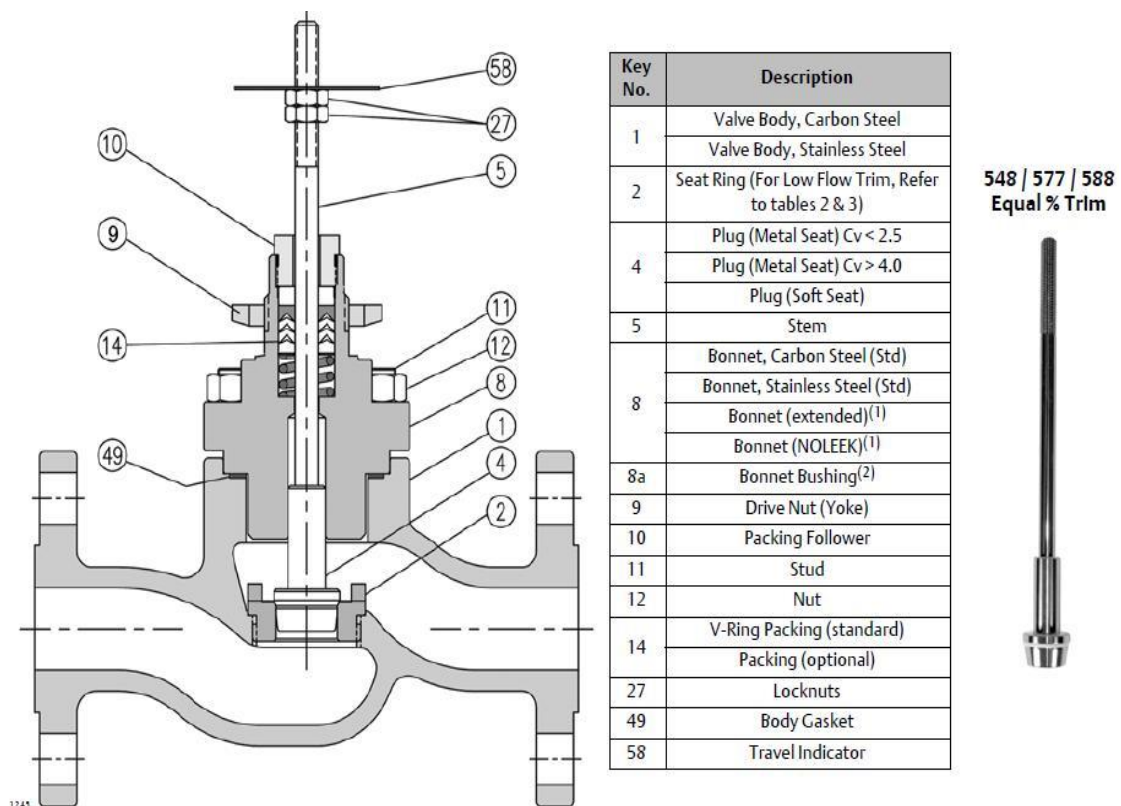 58
27
10
5
9
11
14
12
8
1
49
4
2
1245
Key
No.
Description
1
Valve Body, Carbon Steel
Valve Body, Stainless Steel
2
Seat Ring (For Low Flow Trim, Refer
to tables 2 & 3)
4
Plug (Metal Seat) Cv < 2.5
Plug (Metal Seat) Cv > 4.0
Plug (Soft Seat)
5
Stem
8
Bonnet, Carbon Steel (Std)
Bonnet, Stainless Steel (Std)
Bonnet (extended)(1)
Bonnet (NOLEEK)(1)
8a
Bonnet Bushing(2)
9
Drive Nut (Yoke)
10
Packing Follower
11
Stud
12
Nut
14
V-Ring Packing (standard)
Packing (optional)
27
Locknuts
49
Body Gasket
58
Travel Indicator
548 / 577 / 588
Equal % Trim